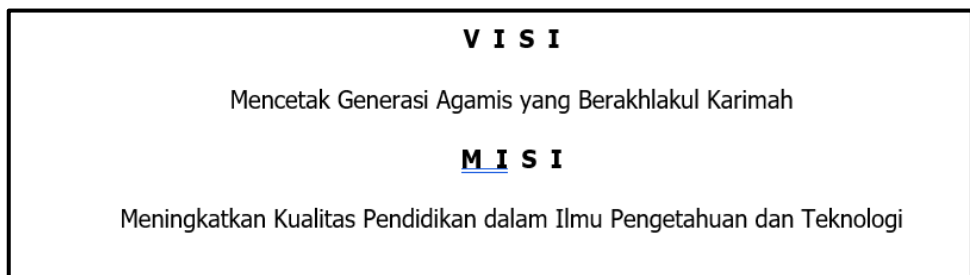 V I S I
Mencetak Generasi Agamis yang Berakhlakul Karimah
M I S I
Meningkatkan Kualitas Pendidikan dalam Ilmu Pengetahuan dan Teknologi